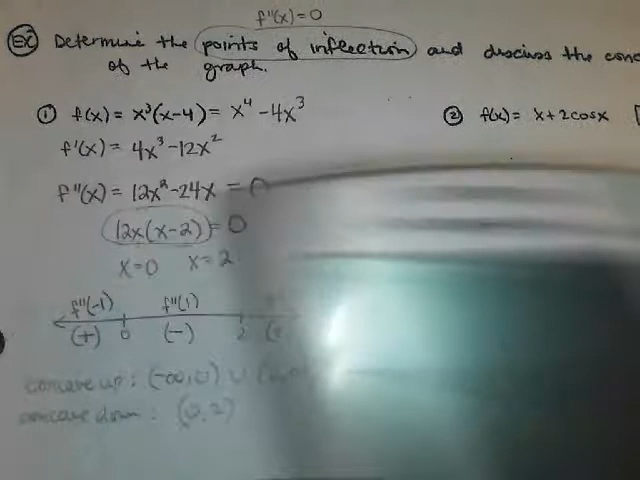 f''(x) = 0
Ex Determine the points of inflection and discuss the conc
of the graph.
① f(x) = x³(x-4) = x⁴ - 4x³
② f(x) = x + 2cosx [
f'(x) = 4x³ - 12x²
f''(x) = 12x² - 24x = 0
12x(x-2) = 0
x=0 x=2
f''(-1) f''(1)
(+) 0 (-) 2
concave up: (-∞,0) ∪
concave down: (0,2)